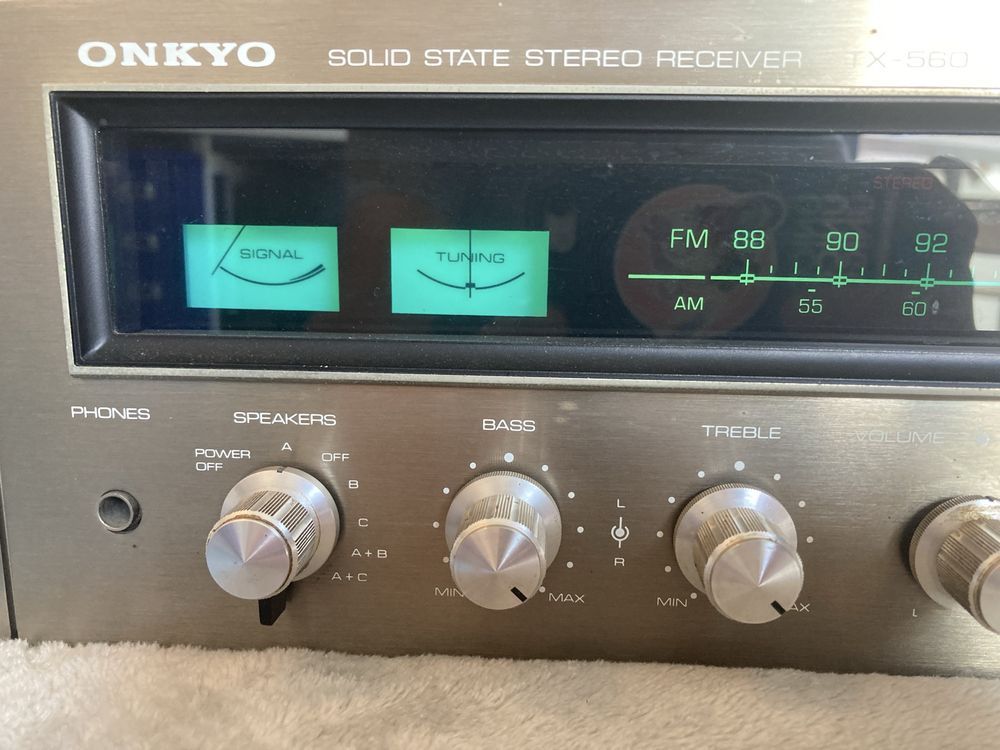 ONKYO SOLID STATE STEREO RECEIVER TX-560
STEREO
SIGNAL TUNING
FM 88 90 92
AM 55 60
PHONES SPEAKERS BASS TREBLE VOLUME
POWER OFF
A
OFF
B
C
A+B
A+C
MIN MAX
L
R
MIN AX